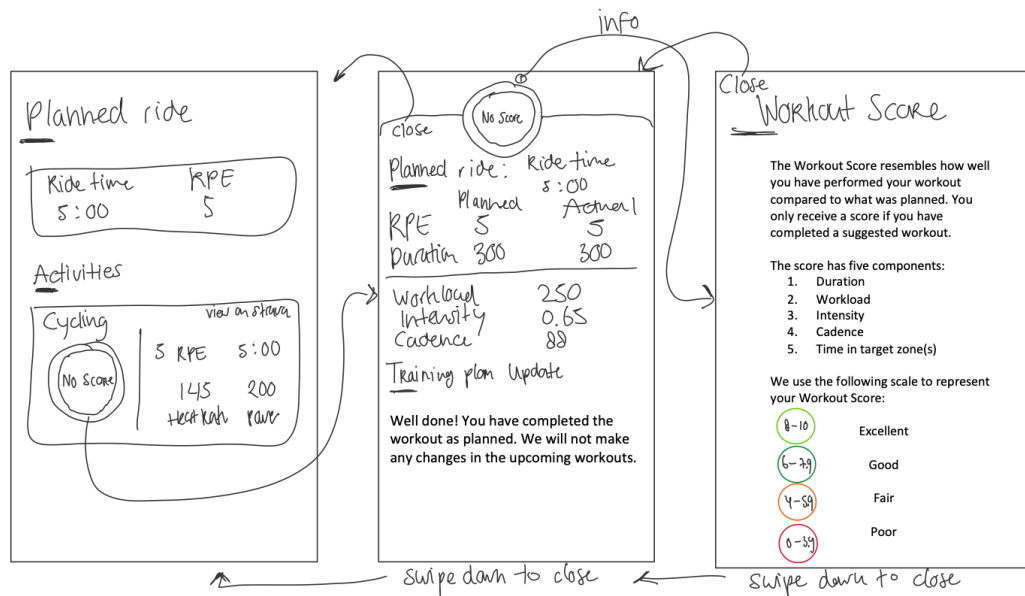 info
Planned ride
Ride time RPE
5:00 5
Activities
Cycling view on strava
No Score
5 RPE 5:00
145 200
Heart Rate Power
No Score
close
Planned ride: Ride time
5:00
Planned Actual
RPE 5 5
Duration 300 300
Workload 250
Intensity 0.65
Cadence 88
Training plan Update
Well done! You have completed the
workout as planned. We will not make
any changes in the upcoming workouts.
swipe down to close
Close
Workout Score
The Workout Score resembles how well
you have performed your workout
compared to what was planned. You
only receive a score if you have
completed a suggested workout.
The score has five components:
1. Duration
2. Workload
3. Intensity
4. Cadence
5. Time in target zone(s)
We use the following scale to represent
your Workout Score:
8-10 Excellent
6-7.9 Good
4-5.9 Fair
0-3.9 Poor
swipe down to close